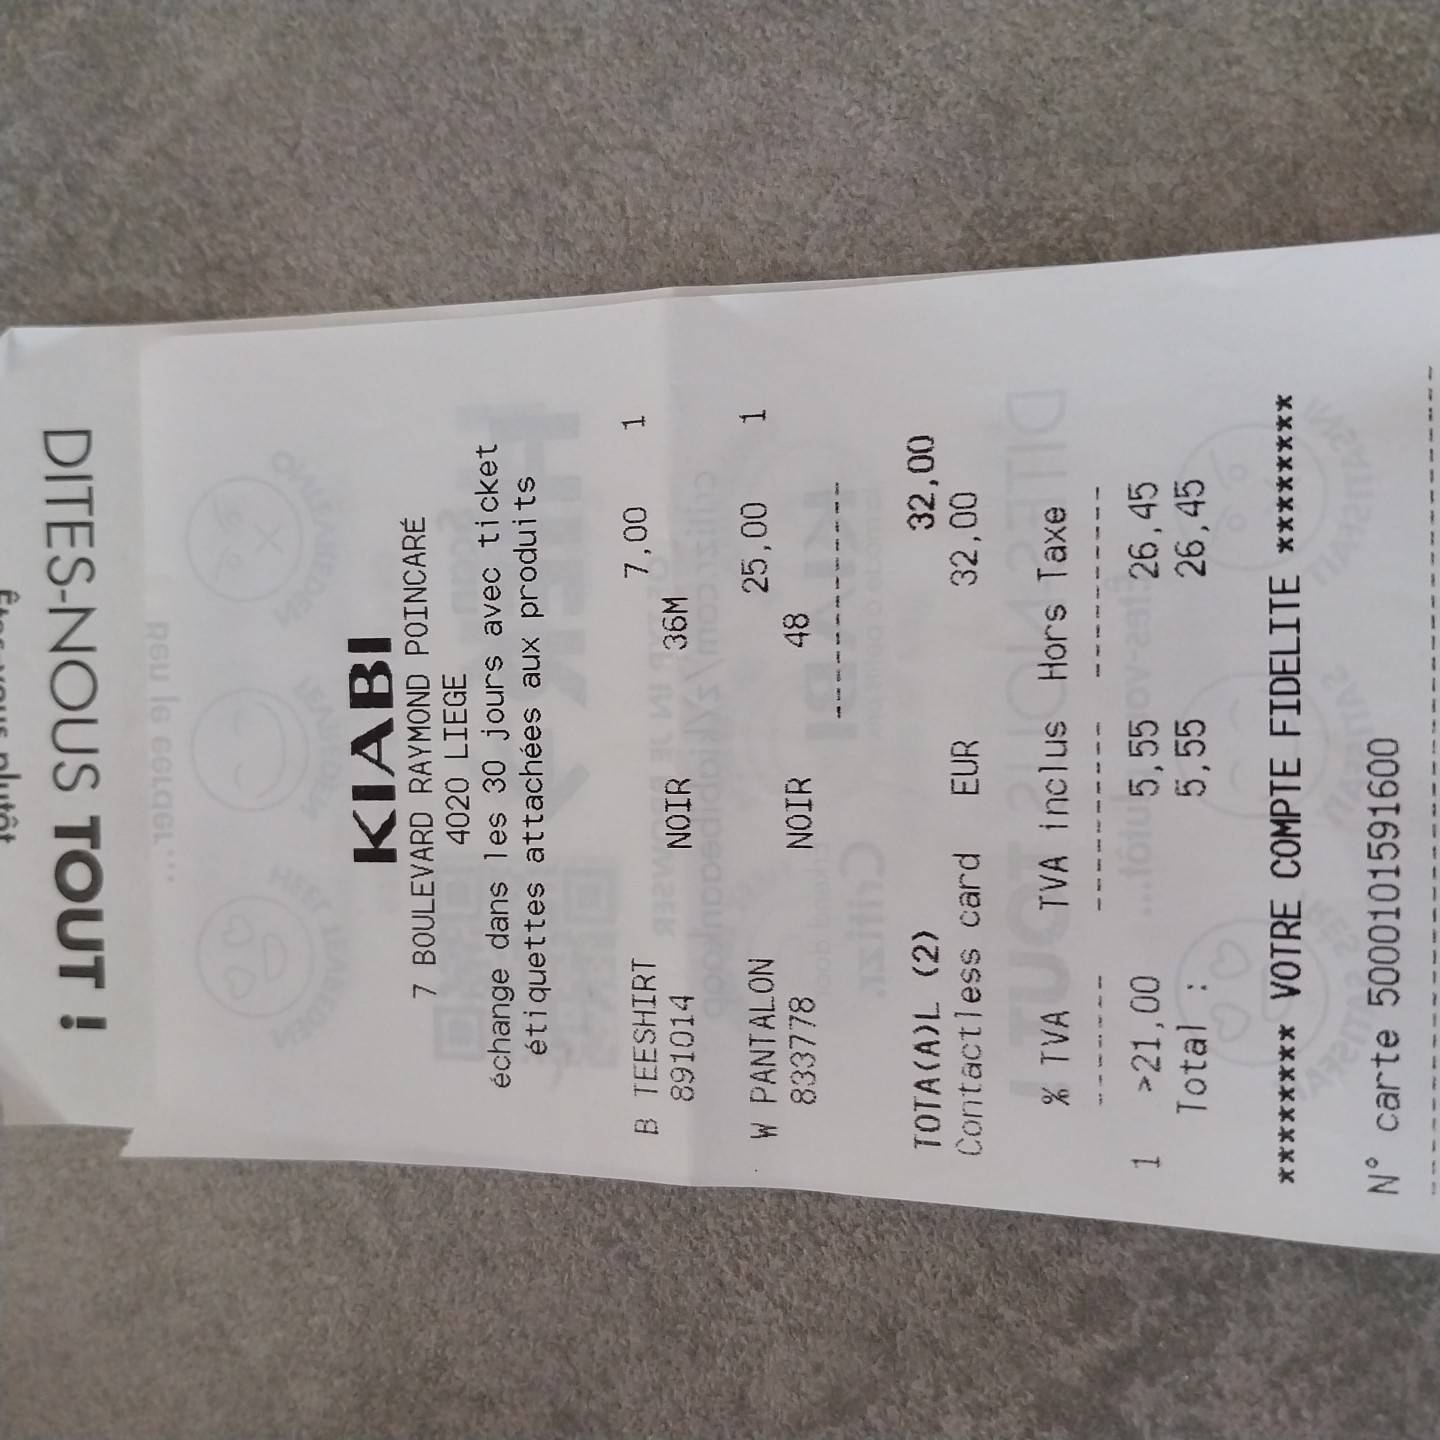 DITES-NOUS TOUT !
KIABI
7 BOULEVARD RAYMOND POINCARÉ
4020 LIEGE
échange dans les 30 jours avec ticket
étiquettes attachées aux produits
B TEESHIRT 7,00 1
891014 NOIR 36M
W PANTALON 25,00 1
833778 NOIR 48
----------------
TOTA(A)L (2) 32,00
Contactless card EUR 32,00
% TVA TVA inclus Hors Taxe
------- ----------- -----------
1 >21,00 5,55 26,45
Total : 5,55 26,45
********* VOTRE COMPTE FIDELITE ********
N° carte 5000101591600